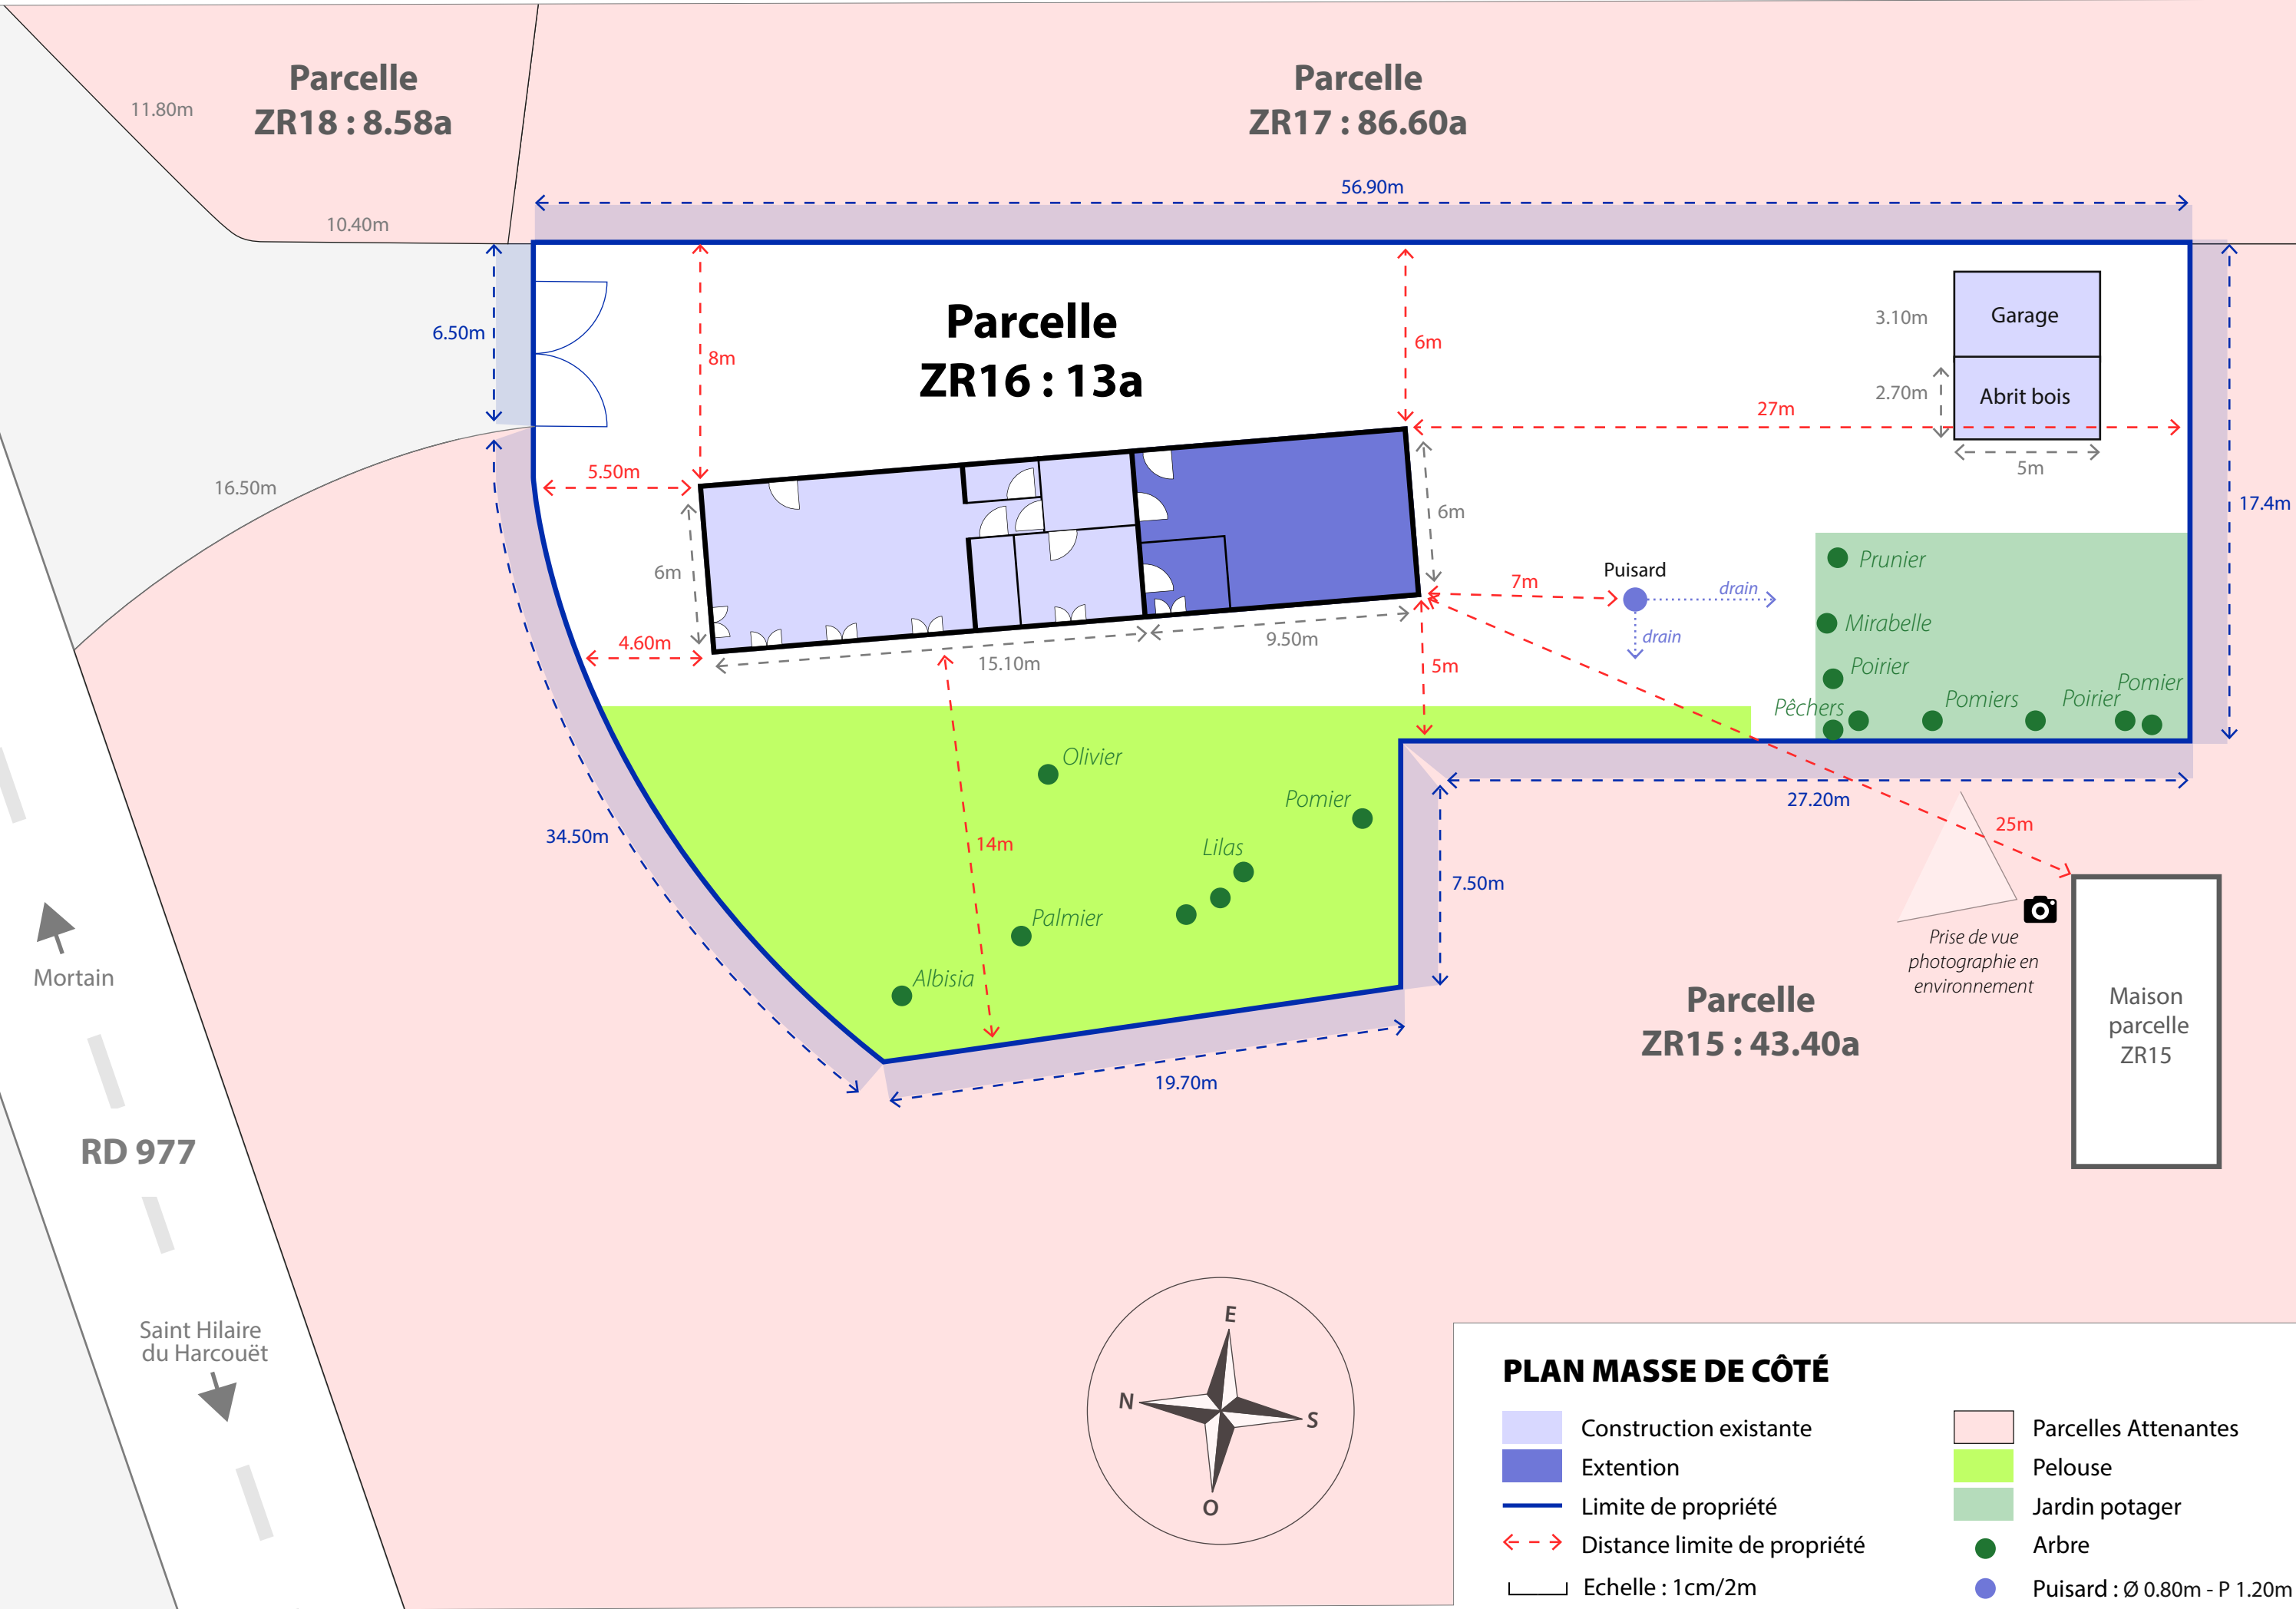 Parcelle
ZR18 : 8.58a
11.80m
10.40m
Parcelle
ZR17 : 86.60a
56.90m
6.50m
8m
Parcelle
ZR16 : 13a
6m
3.10m
Garage
2.70m
Abrit bois
27m
5m
17.4m
16.50m
5.50m
6m
6m
4.60m
15.10m
9.50m
7m
Puisard
drain
drain
5m
Prunier
Mirabelle
Poirier
Pêchers
Pomiers
Poirier
Pomier
27.20m
25m
34.50m
Olivier
14m
Pomier
Lilas
Palmier
Albisia
7.50m
19.70m
Prise de vue
photographie en
environnement
Parcelle
ZR15 : 43.40a
Maison
parcelle
ZR15
Mortain
RD 977
Saint Hilaire
du Harcouët
E
N
S
O
PLAN MASSE DE CÔTÉ
Construction existante
Extention
Limite de propriété
Distance limite de propriété
Echelle : 1cm/2m
Parcelles Attenantes
Pelouse
Jardin potager
Arbre
Puisard : Ø 0.80m - P 1.20m